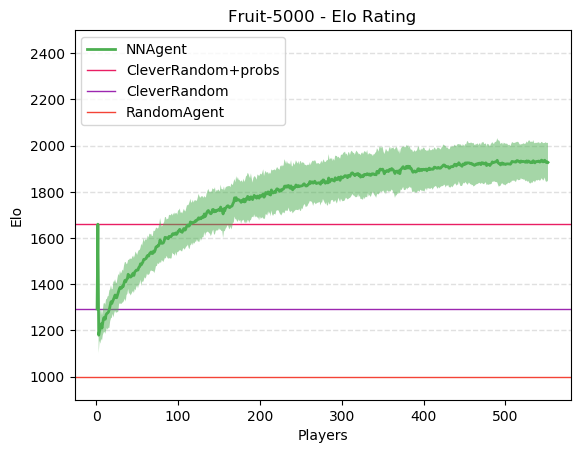 Fruit-5000 - Elo Rating
NNAgent
CleverRandom+probs
CleverRandom
RandomAgent
2400
2200
2000
1800
1600
1400
1200
1000
Elo
0 100 200 300 400 500
Players